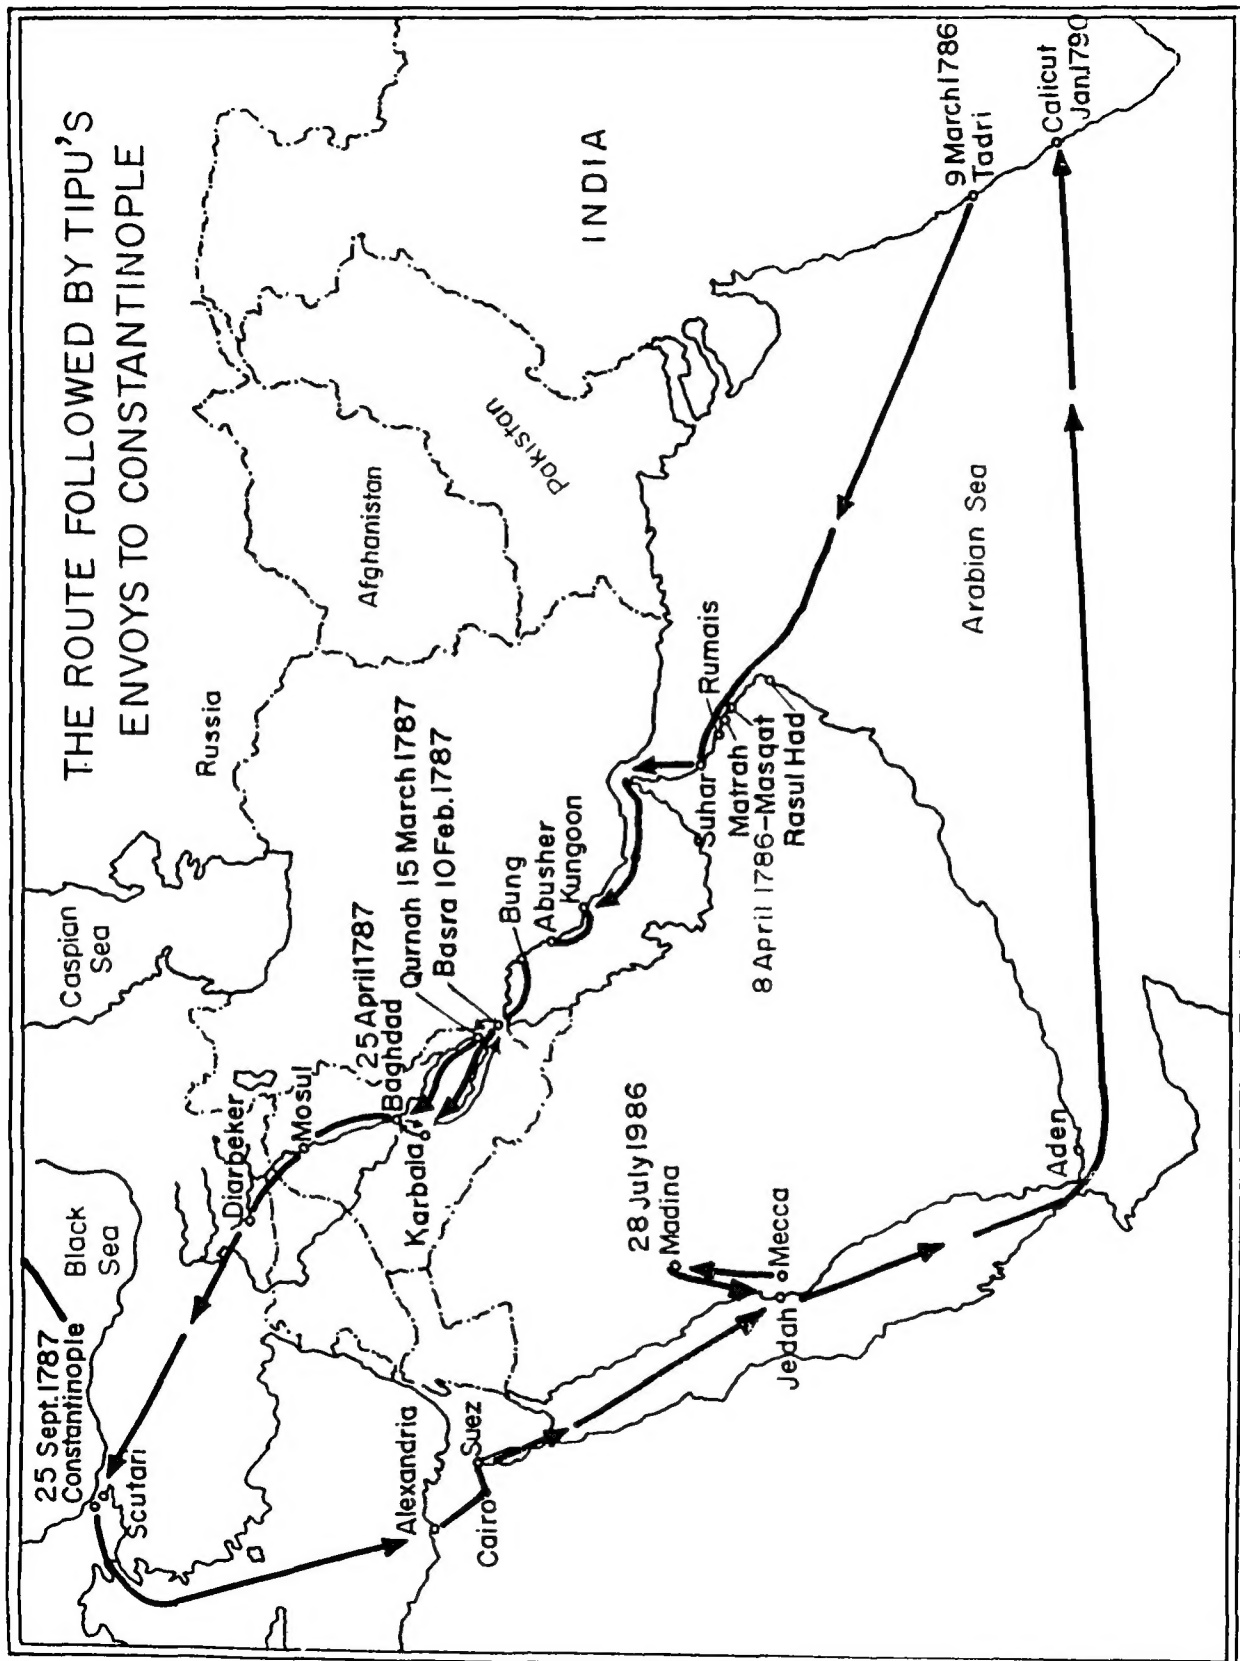 THE ROUTE FOLLOWED BY TIPU'S
ENVOYS TO CONSTANTINOPLE
Caspian
Sea
Russia
Afghanistan
Pakistan
INDIA
Black
Sea
25 Sept. 1787
Constantinople
Scutari
Diarbeker
Mosul
25 April 1787
Baghdad
Karbala
Qurnah 15 March 1787
Basra 10 Feb. 1787
Bung
Abusher
Kungoon
Alexandria
Cairo
Suez
28 July 1986
Madina
Mecca
Jedah
Aden
Suhar
Rumais
Matrah
8 April 1786-Masqat
Rasul Had
Arabian Sea
9 March 1786
Tadri
Calicut
Jan.1790